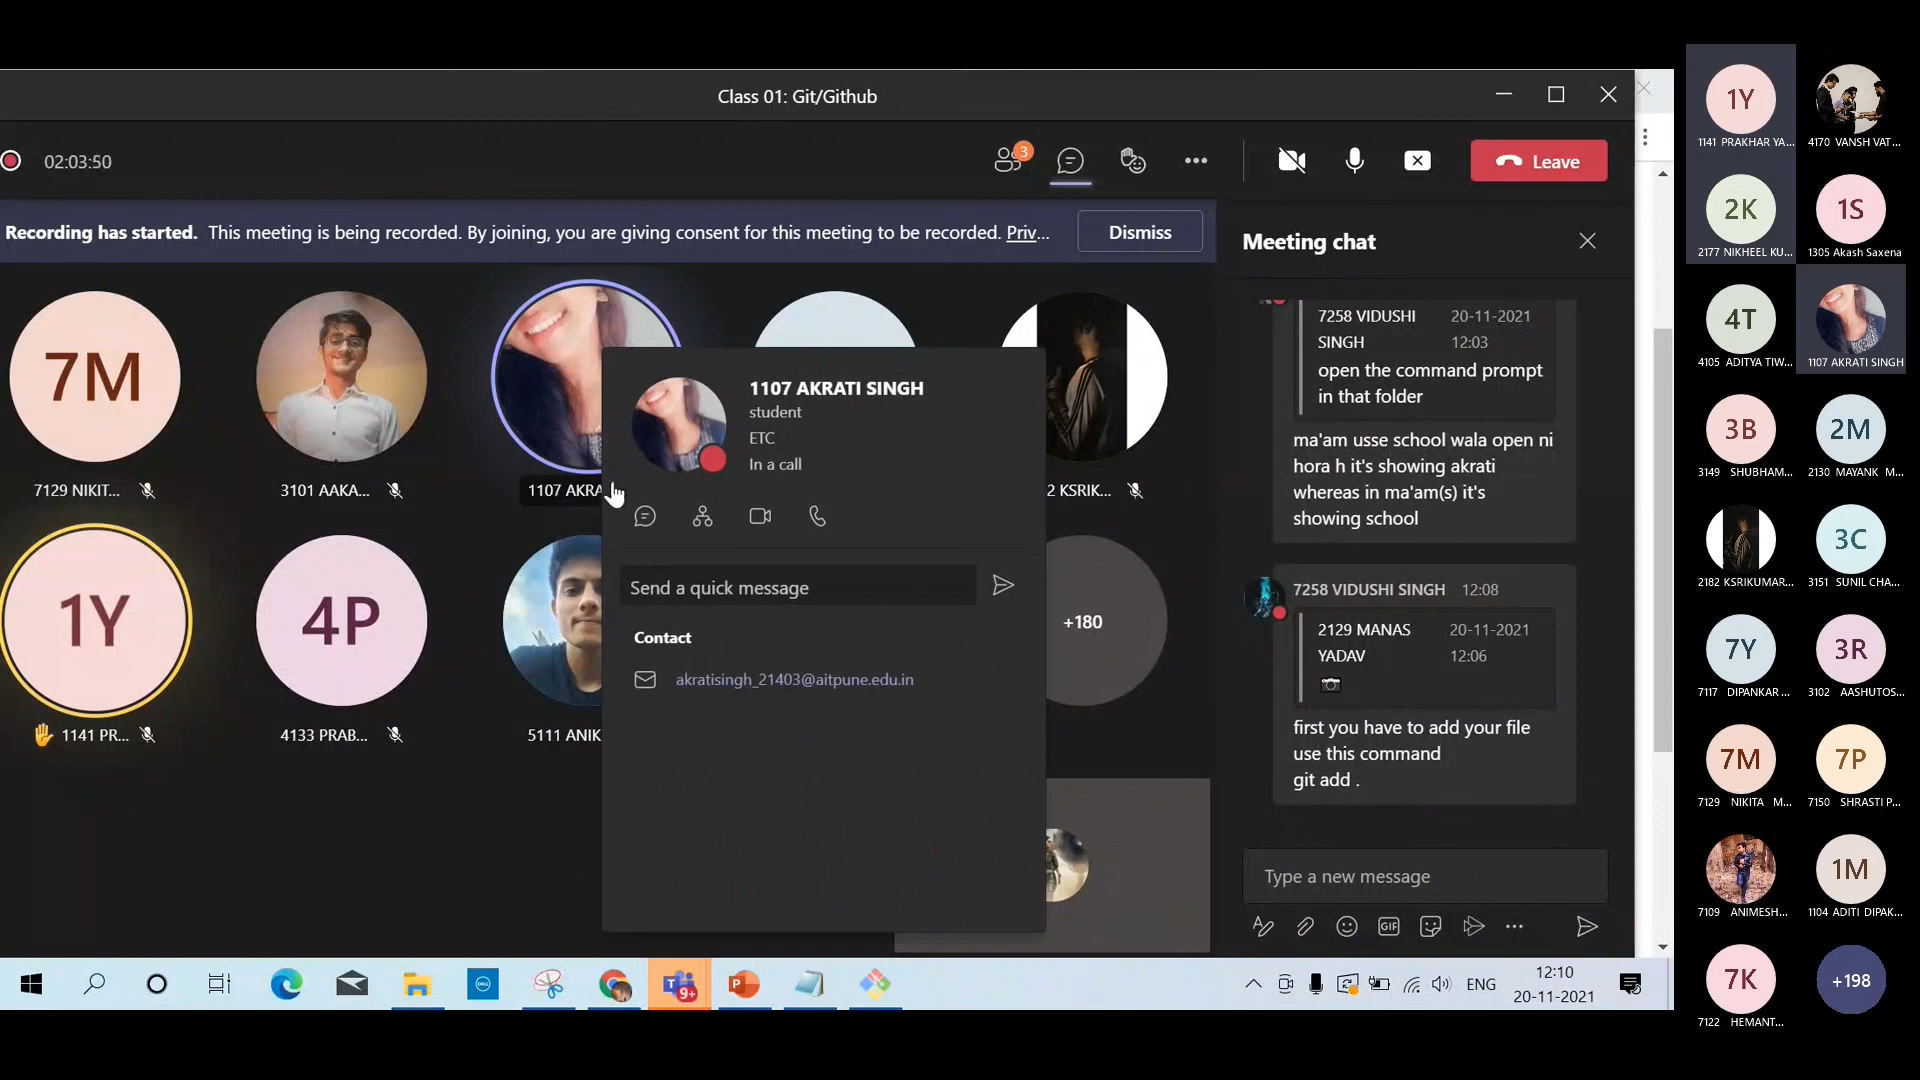 Class 01: Git/Github
02:03:50
3
Leave
Recording has started. This meeting is being recorded. By joining, you are giving consent for this meeting to be recorded. Priv...
Dismiss
Meeting chat
7M
7129 NIKIT...
3101 AAKA...
1107 AKRA
2 KSRIK...
1107 AKRATI SINGH
student
ETC
In a call
Send a quick message
Contact
akratisingh_21403@aitpune.edu.in
1Y
1141 PR...
4P
4133 PRAB...
5111 ANIK
+180
7258 VIDUSHI SINGH
20-11-2021 12:03
open the command prompt
in that folder
ma'am usse school wala open ni
hora h it's showing akrati
whereas in ma'am(s) it's
showing school
7258 VIDUSHI SINGH 12:08
2129 MANAS YADAV
20-11-2021 12:06
first you have to add your file
use this command
git add .
Type a new message
GIF
9+
ENG
12:10
20-11-2021
1Y
1141 PRAKHAR YA...
4170 VANSH VAT...
2K
2177 NIKHEEL KU...
1S
1305 Akash Saxena
4T
4105 ADITYA TIW...
1107 AKRATI SINGH
3B
3149 SHUBHAM...
2M
2130 MAYANK M...
2182 KSRIKUMAR...
3C
3151 SUNIL CHA...
7Y
7117 DIPANKAR...
3R
3102 AASHUTOS...
7M
7129 NIKITA M...
7P
7150 SHRASTI P...
7109 ANIMESH...
1M
1104 ADITI DIPAK...
7K
7122 HEMANT...
+198